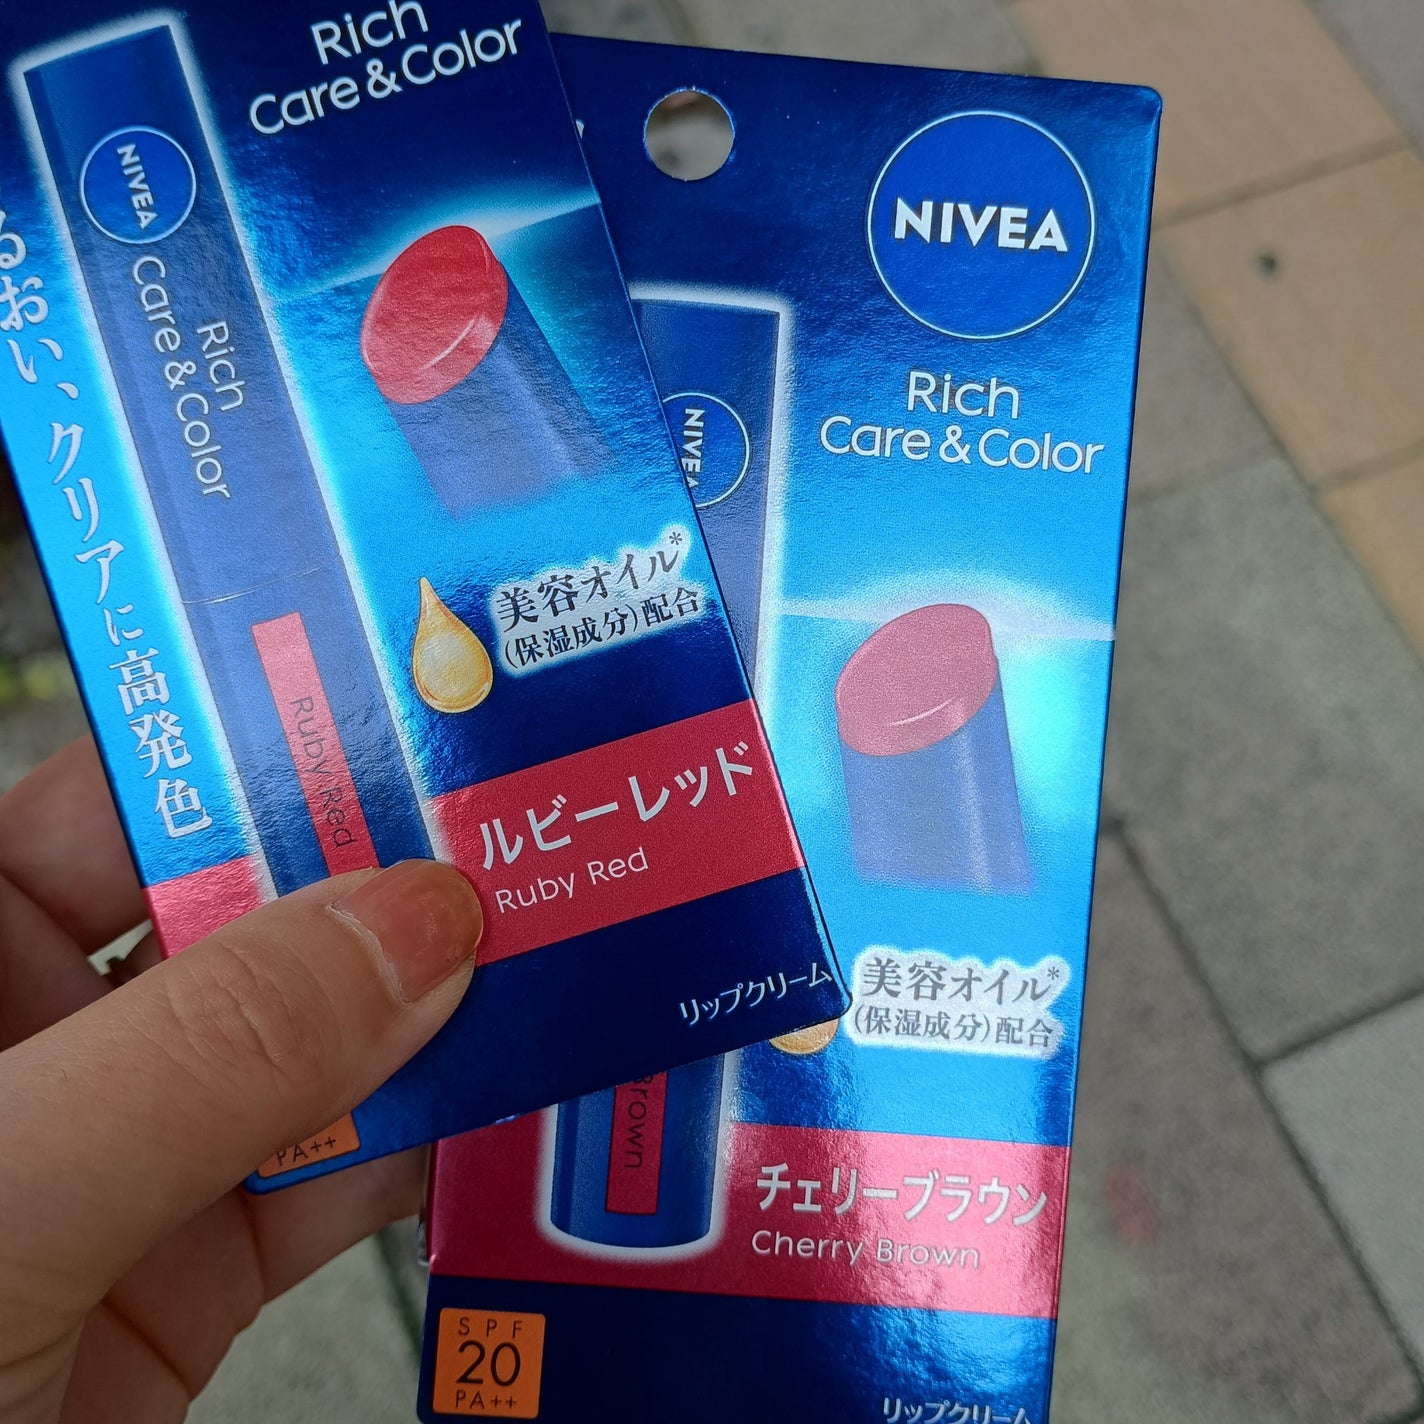 Rich
Care & Color
NIVEA
Rich
Care & Color
るおい、クリアに高発色
美容オイル*
(保湿成分)配合
Ruby Red
ルビーレッド
Ruby Red
リップクリーム
PA++
NIVEA
Rich
Care & Color
NIVEA
美容オイル*
(保湿成分)配合
Brown
チェリーブラウン
Cherry Brown
SPF
20
PA++
リップクリーム